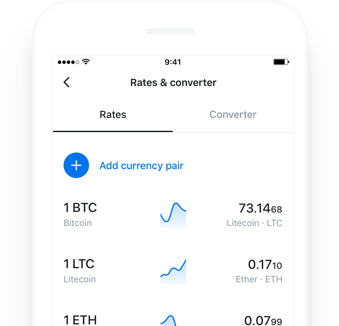 9:41
Rates & converter
Rates Converter
Add currency pair
1 BTC 73.1468
Bitcoin Litecoin · LTC
1 LTC 0.1710
Litecoin Ether · ETH
1 ETH 0.0799